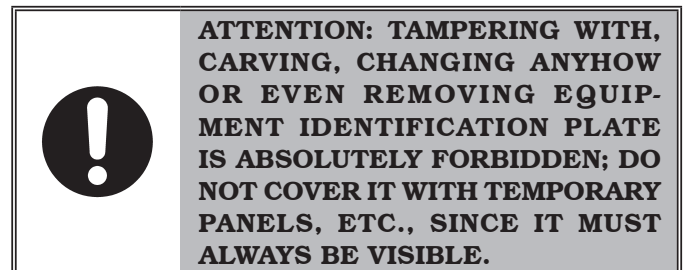 ATTENTION: TAMPERING WITH,
CARVING, CHANGING ANYHOW
OR EVEN REMOVING EQUIP-
MENT IDENTIFICATION PLATE
IS ABSOLUTELY FORBIDDEN; DO
NOT COVER IT WITH TEMPORARY
PANELS, ETC., SINCE IT MUST
ALWAYS BE VISIBLE.